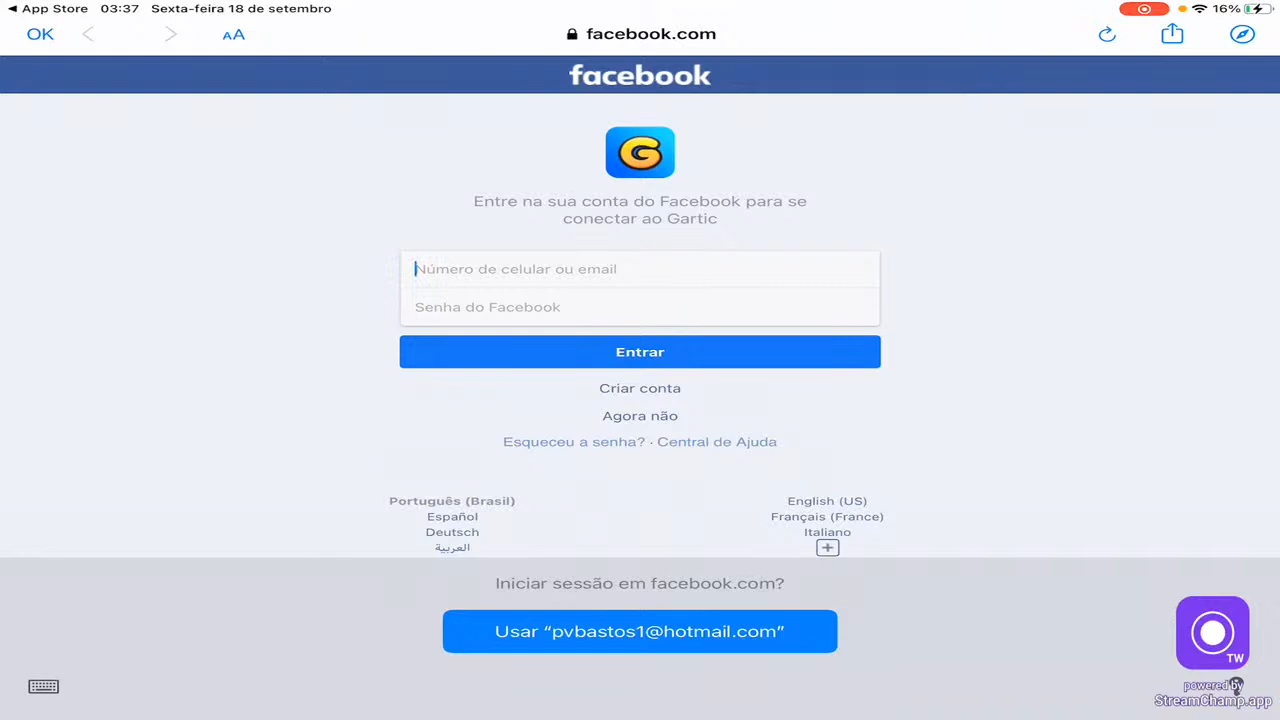 App Store 03:37 Sexta-feira 18 de setembro 16%
OK AA facebook.com
facebook
G
Entre na sua conta do Facebook para se
conectar ao Gartic
Número de celular ou email
Senha do Facebook
Entrar
Criar conta
Agora não
Esqueceu a senha? · Central de Ajuda
Português (Brasil)
Español
Deutsch
العربية
English (US)
Français (France)
Italiano
Iniciar sessão em facebook.com?
Usar “pvbastos1@hotmail.com”
TW
powered by
StreamChamp.app